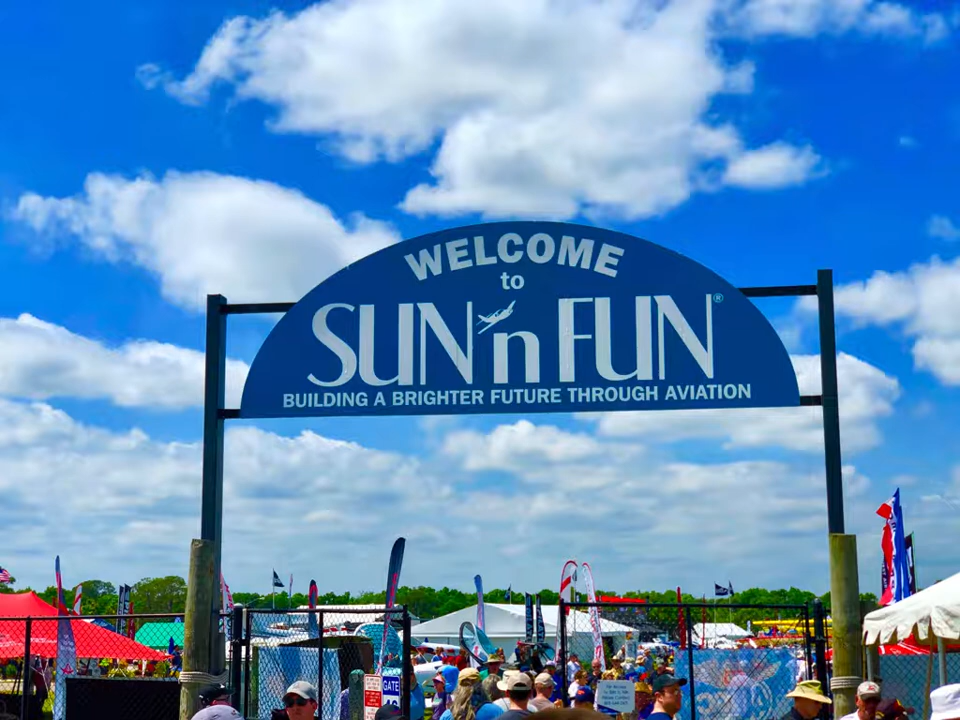 WELCOME
to
SUN 'n FUN®
BUILDING A BRIGHTER FUTURE THROUGH AVIATION
GATE